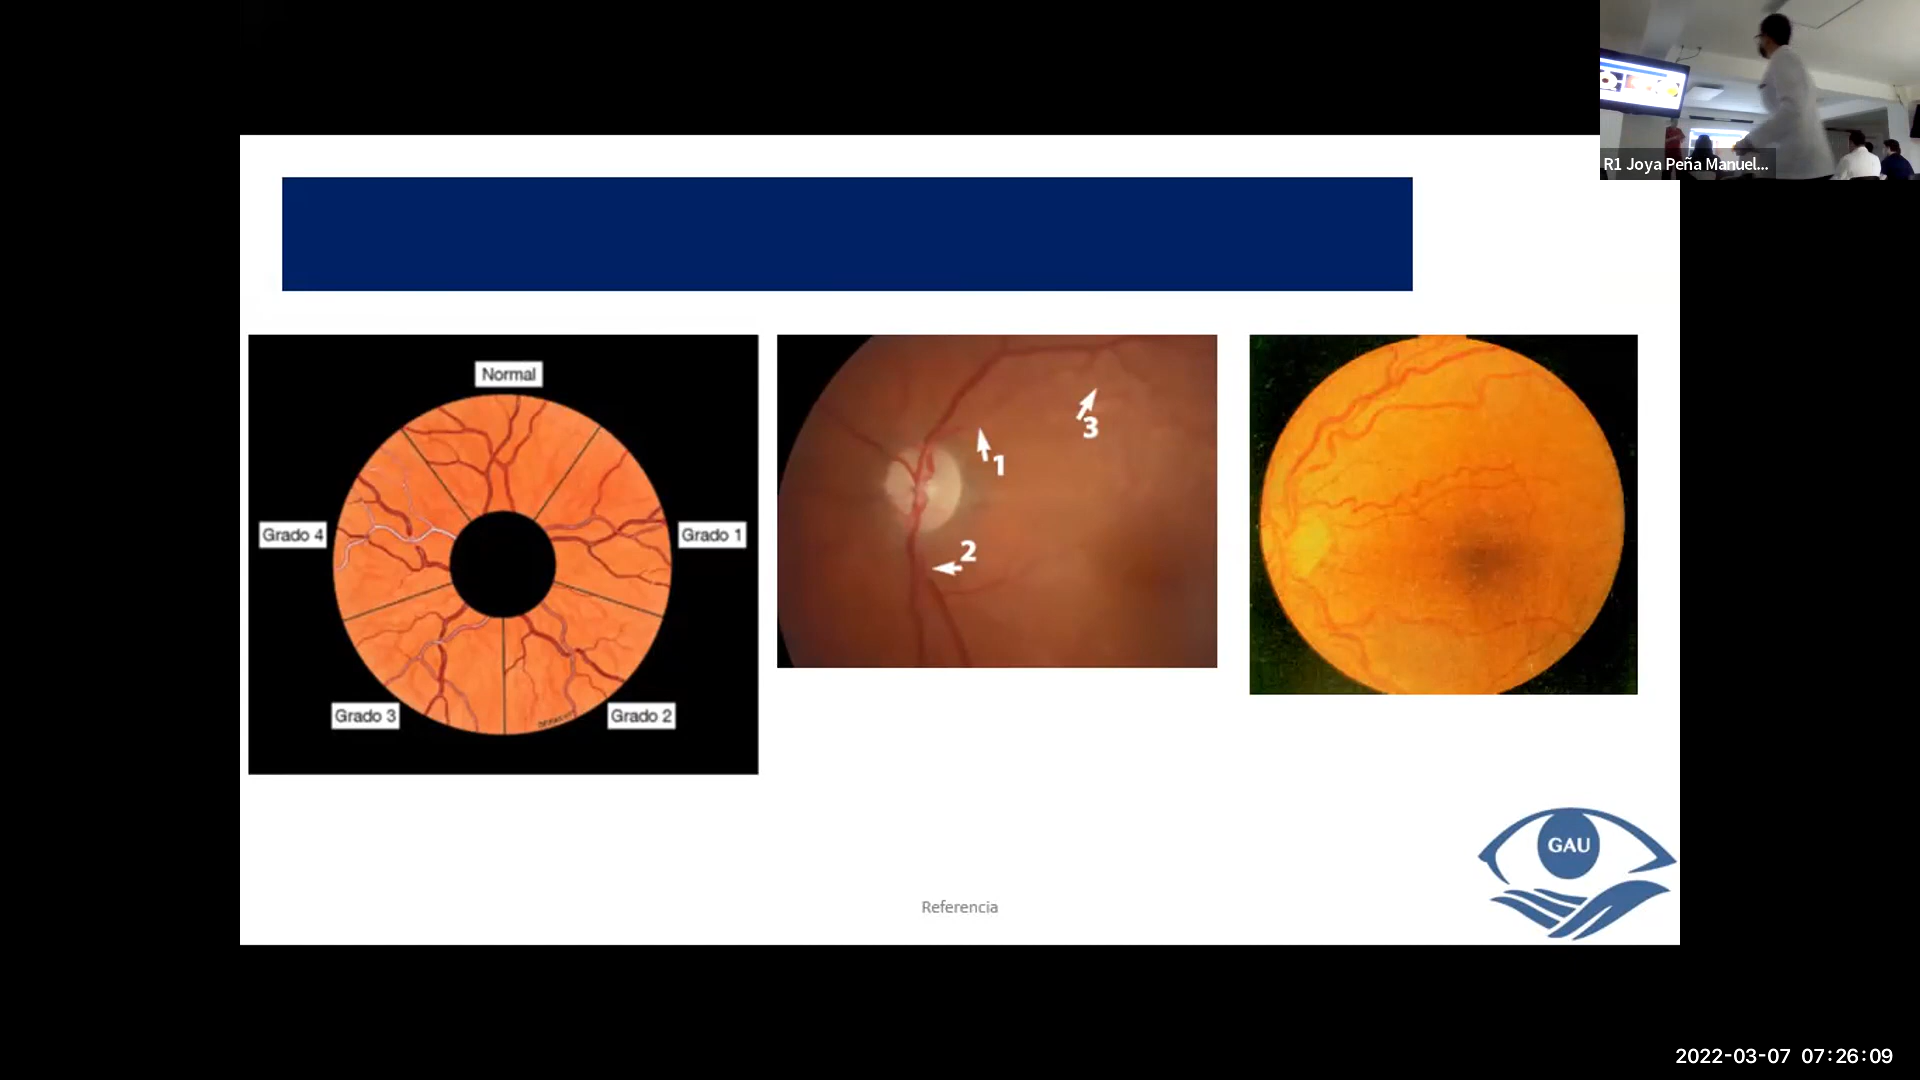 R1 Joya Peña Manuel...
Normal
Grado 4
Grado 1
1
2
3
Grado 3
Grado 2
GAU
Referencia
2022-03-07 07:26:09